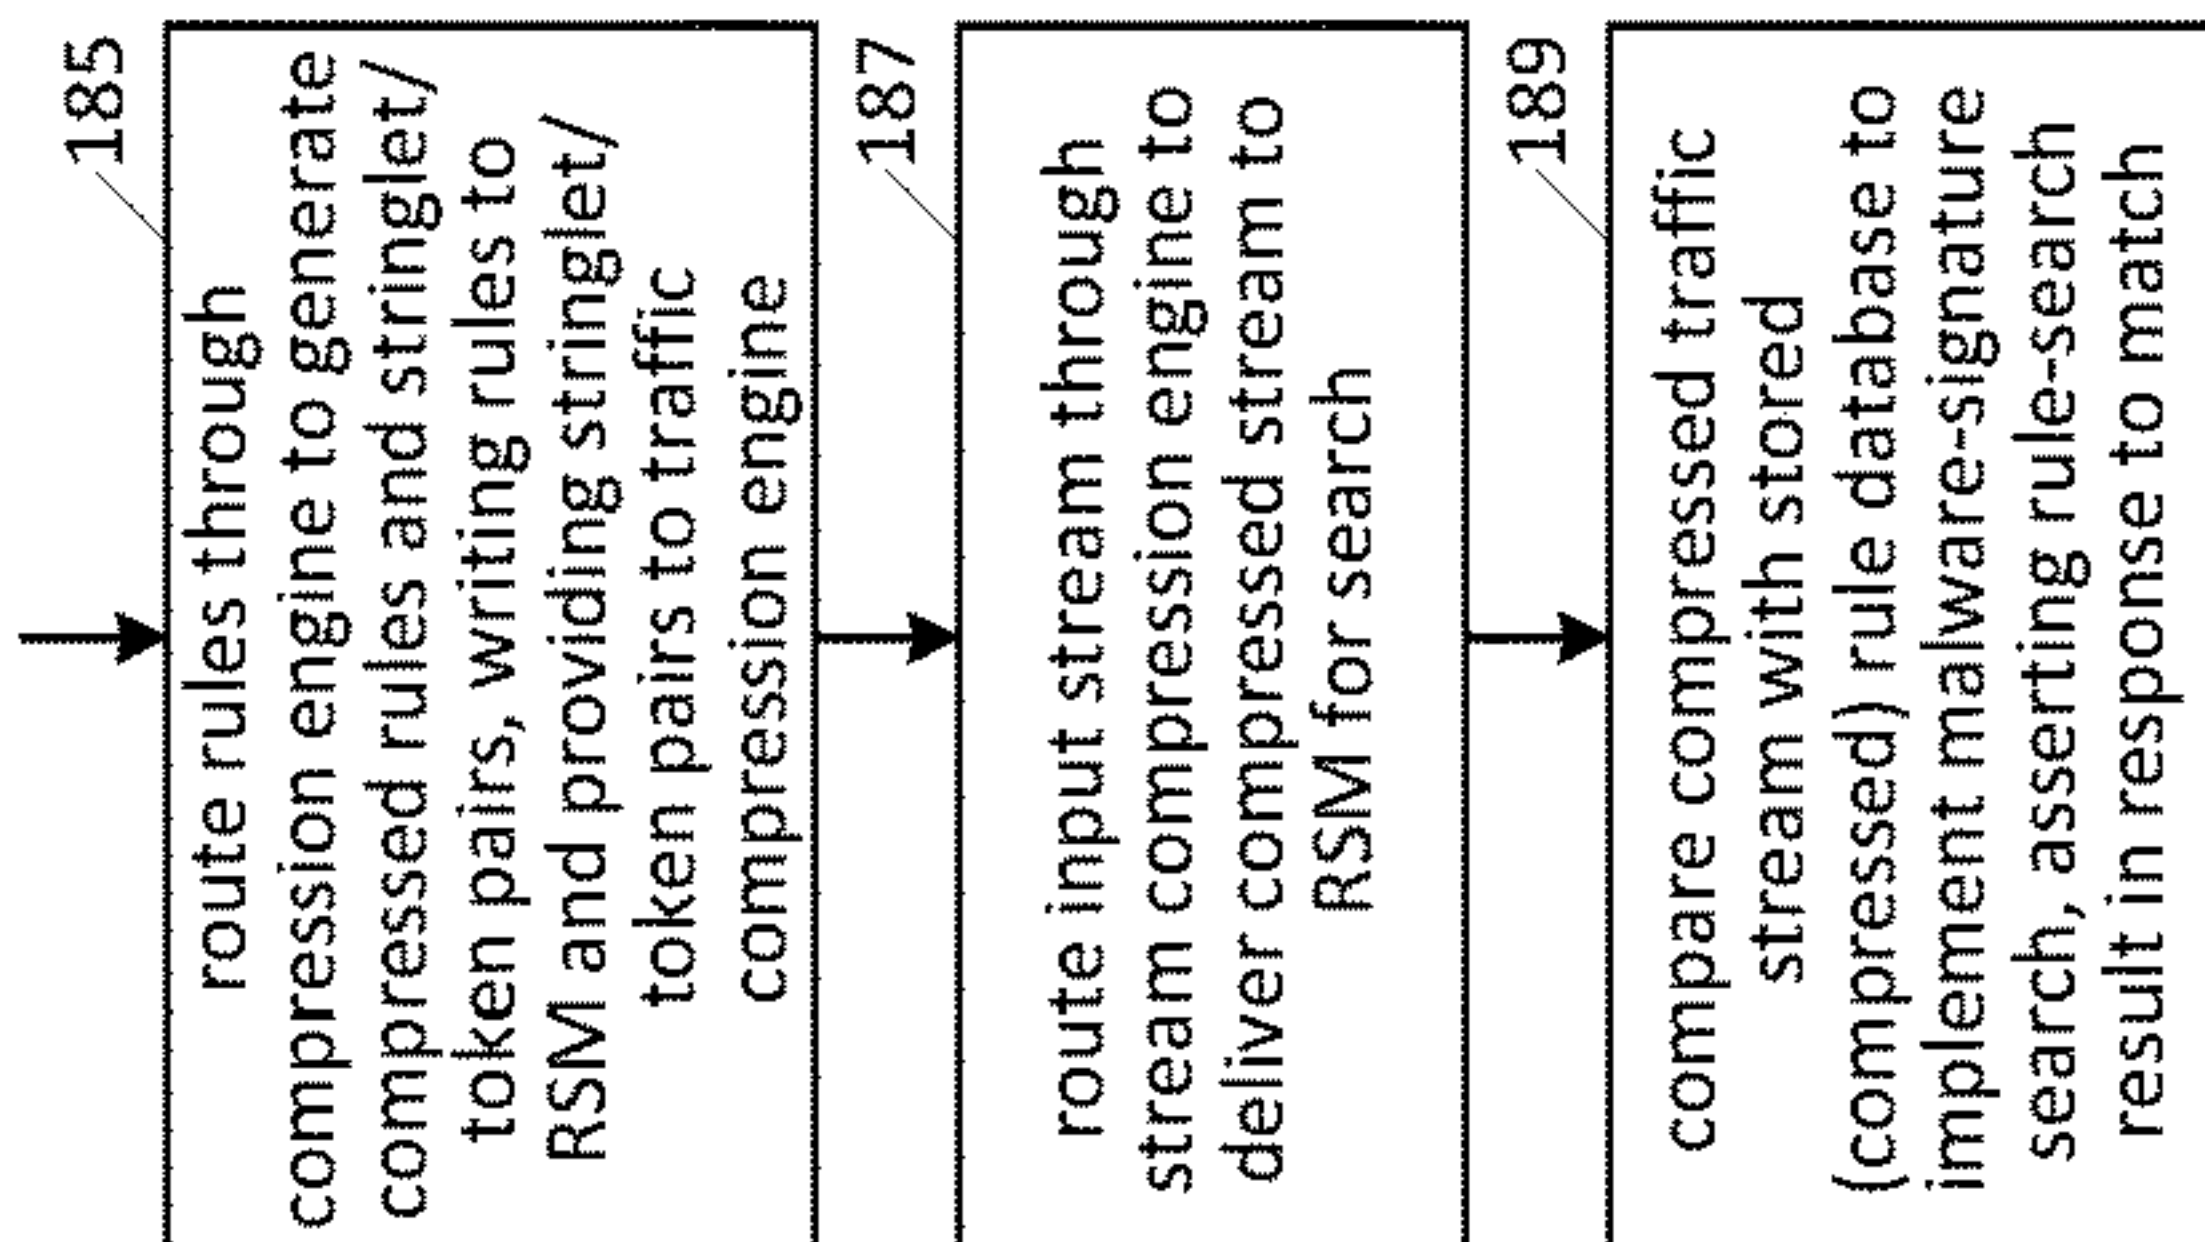 185
route rules through
compression engine to generate
compressed rules and stringlet/
token pairs, writing rules to
RSM and providing stringlet/
token pairs to traffic
compression engine
187
route input stream through
stream compression engine to
deliver compressed stream to
RSM for search
189
compare compressed traffic
stream with stored
(compressed) rule database to
implement malware-signature
search, asserting rule-search
result in response to match